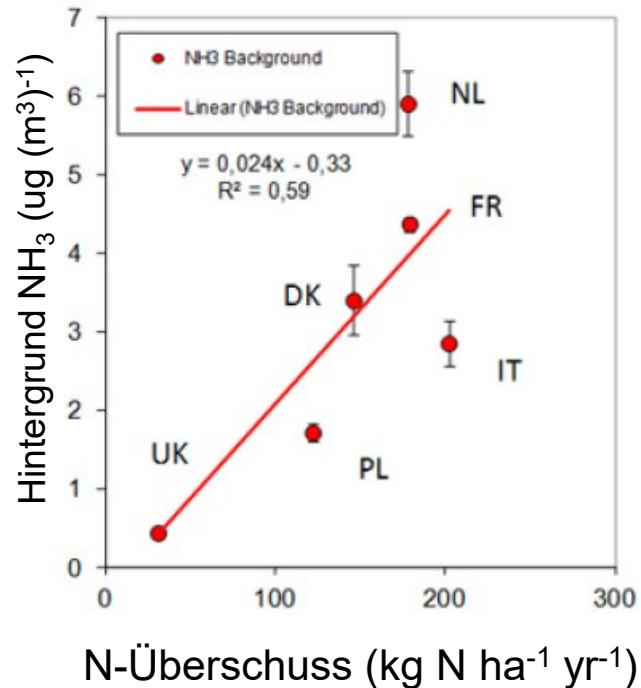 Hintergrund NH₃ (ug (m³)⁻¹)
7
6
5
4
3
2
1
0
NH3 Background
Linear (NH3 Background)
y = 0,024x - 0,33
R² = 0,59
NL
FR
DK
IT
UK
PL
0 100 200 300
N-Überschuss (kg N ha⁻¹ yr⁻¹)